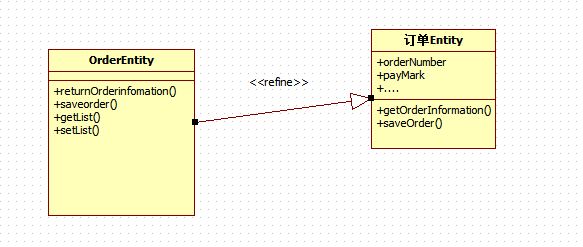 OrderEntity
+returnOrderinfomation()
+saveorder()
+getList()
+setList()
<<refine>>
订单Entity
+orderNumber
+payMark
+....
+getOrderInformation()
+saveOrder()